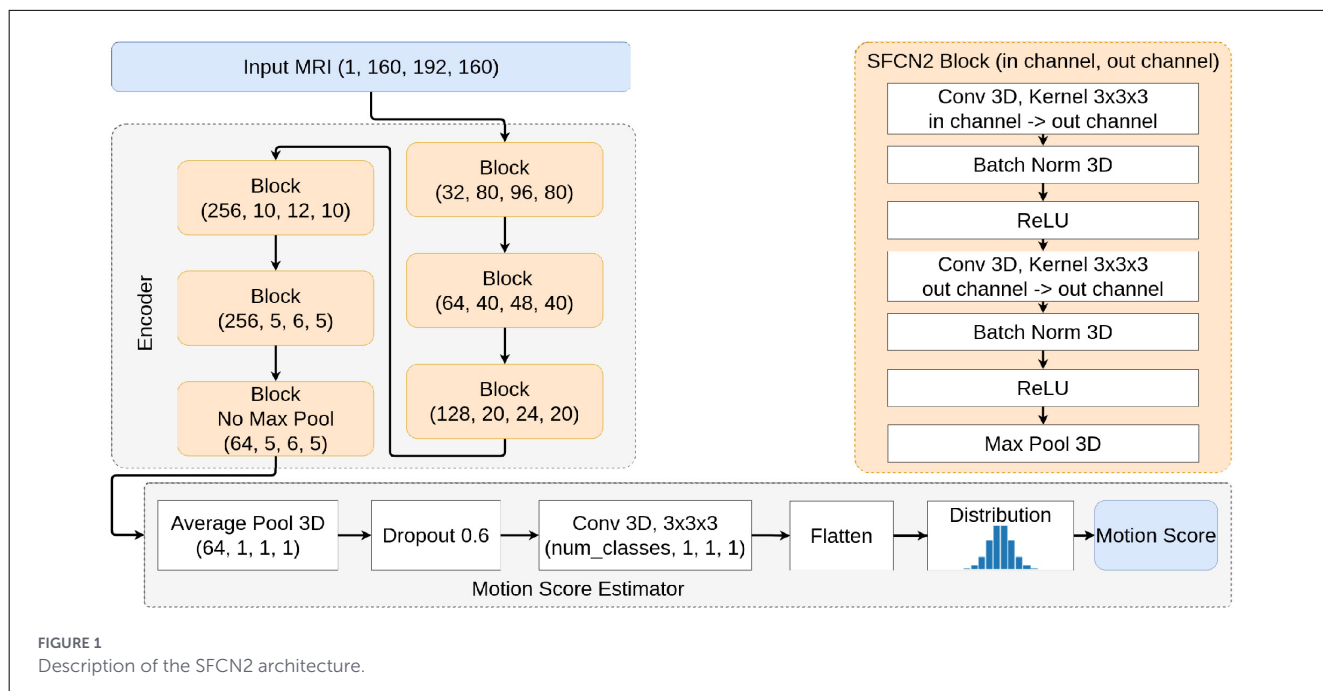 Input MRI (1, 160, 192, 160)
Encoder
Block
(32, 80, 96, 80)
Block
(64, 40, 48, 40)
Block
(128, 20, 24, 20)
Block
(256, 10, 12, 10)
Block
(256, 5, 6, 5)
Block
No Max Pool
(64, 5, 6, 5)
SFCN2 Block (in channel, out channel)
Conv 3D, Kernel 3x3x3
in channel -> out channel
Batch Norm 3D
ReLU
Conv 3D, Kernel 3x3x3
out channel -> out channel
Batch Norm 3D
ReLU
Max Pool 3D
Average Pool 3D
(64, 1, 1, 1)
Dropout 0.6
Conv 3D, 3x3x3
(num_classes, 1, 1, 1)
Flatten
Distribution
Motion Score
Motion Score Estimator
FIGURE 1
Description of the SFCN2 architecture.